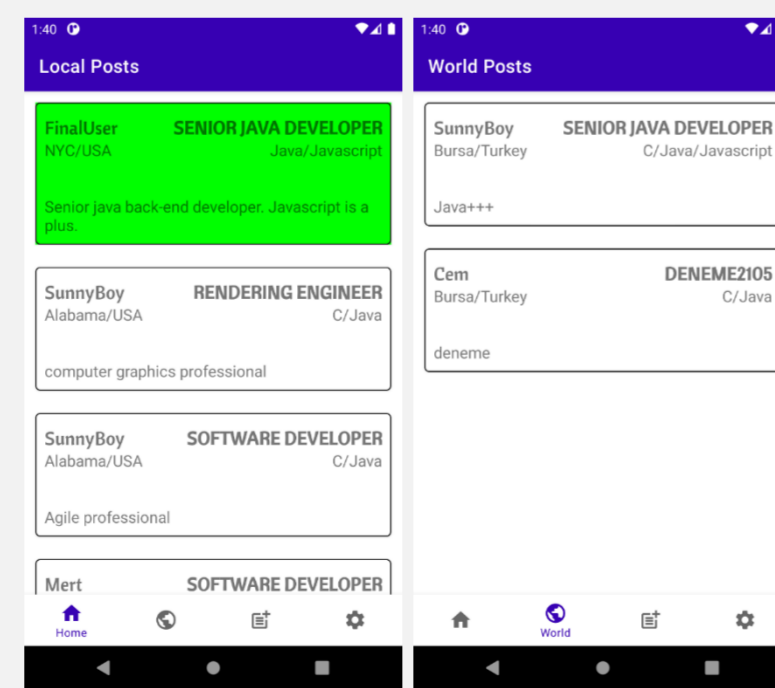 1:40
Local Posts
FinalUser SENIOR JAVA DEVELOPER
NYC/USA Java/Javascript
Senior java back-end developer. Javascript is a
plus.
SunnyBoy RENDERING ENGINEER
Alabama/USA C/Java
computer graphics professional
SunnyBoy SOFTWARE DEVELOPER
Alabama/USA C/Java
Agile professional
Mert SOFTWARE DEVELOPER
Home
1:40
World Posts
SunnyBoy SENIOR JAVA DEVELOPER
Bursa/Turkey C/Java/Javascript
Java+++
Cem DENEME2105
Bursa/Turkey C/Java
deneme
World